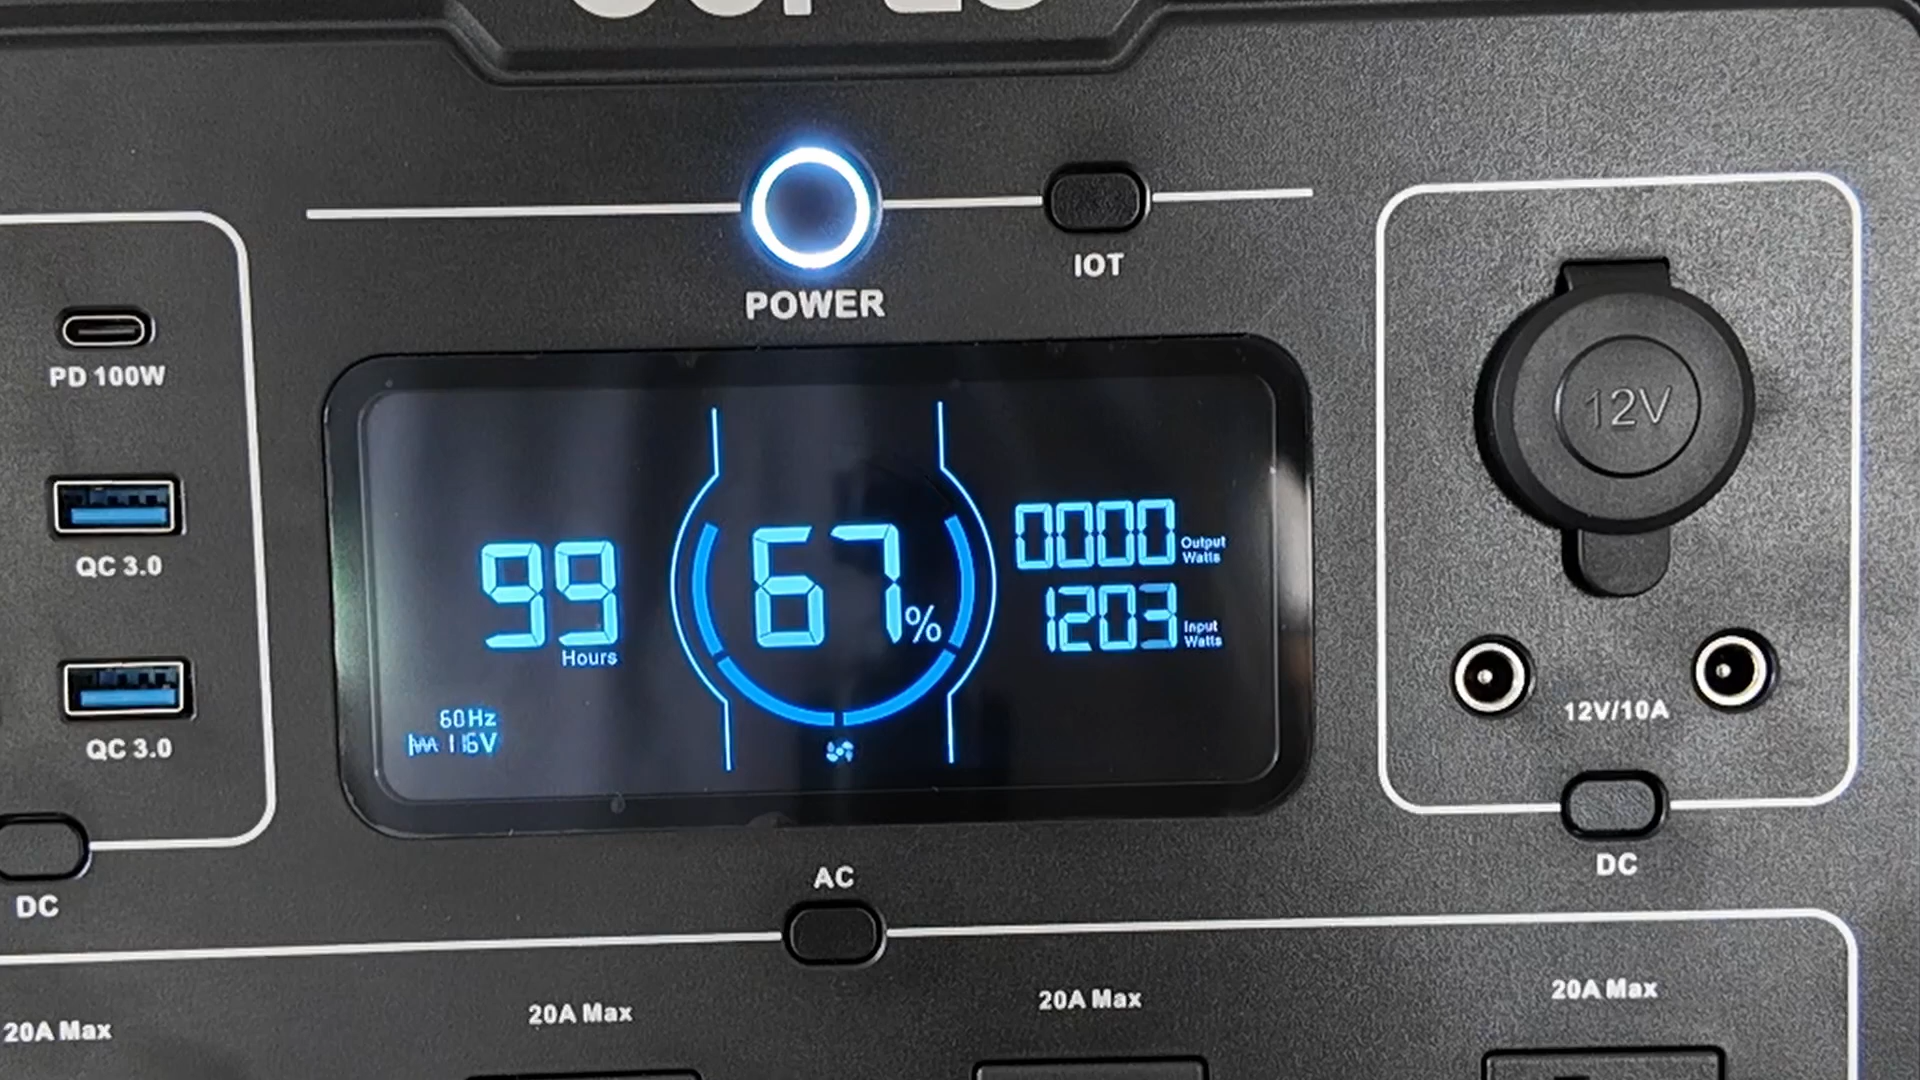 POWER
IOT
PD 100W
QC 3.0
QC 3.0
DC
99
Hours
67%
0000 Output Watts
1203 Input Watts
60Hz
116V
12V
12V/10A
DC
AC
20A Max
20A Max
20A Max
20A Max